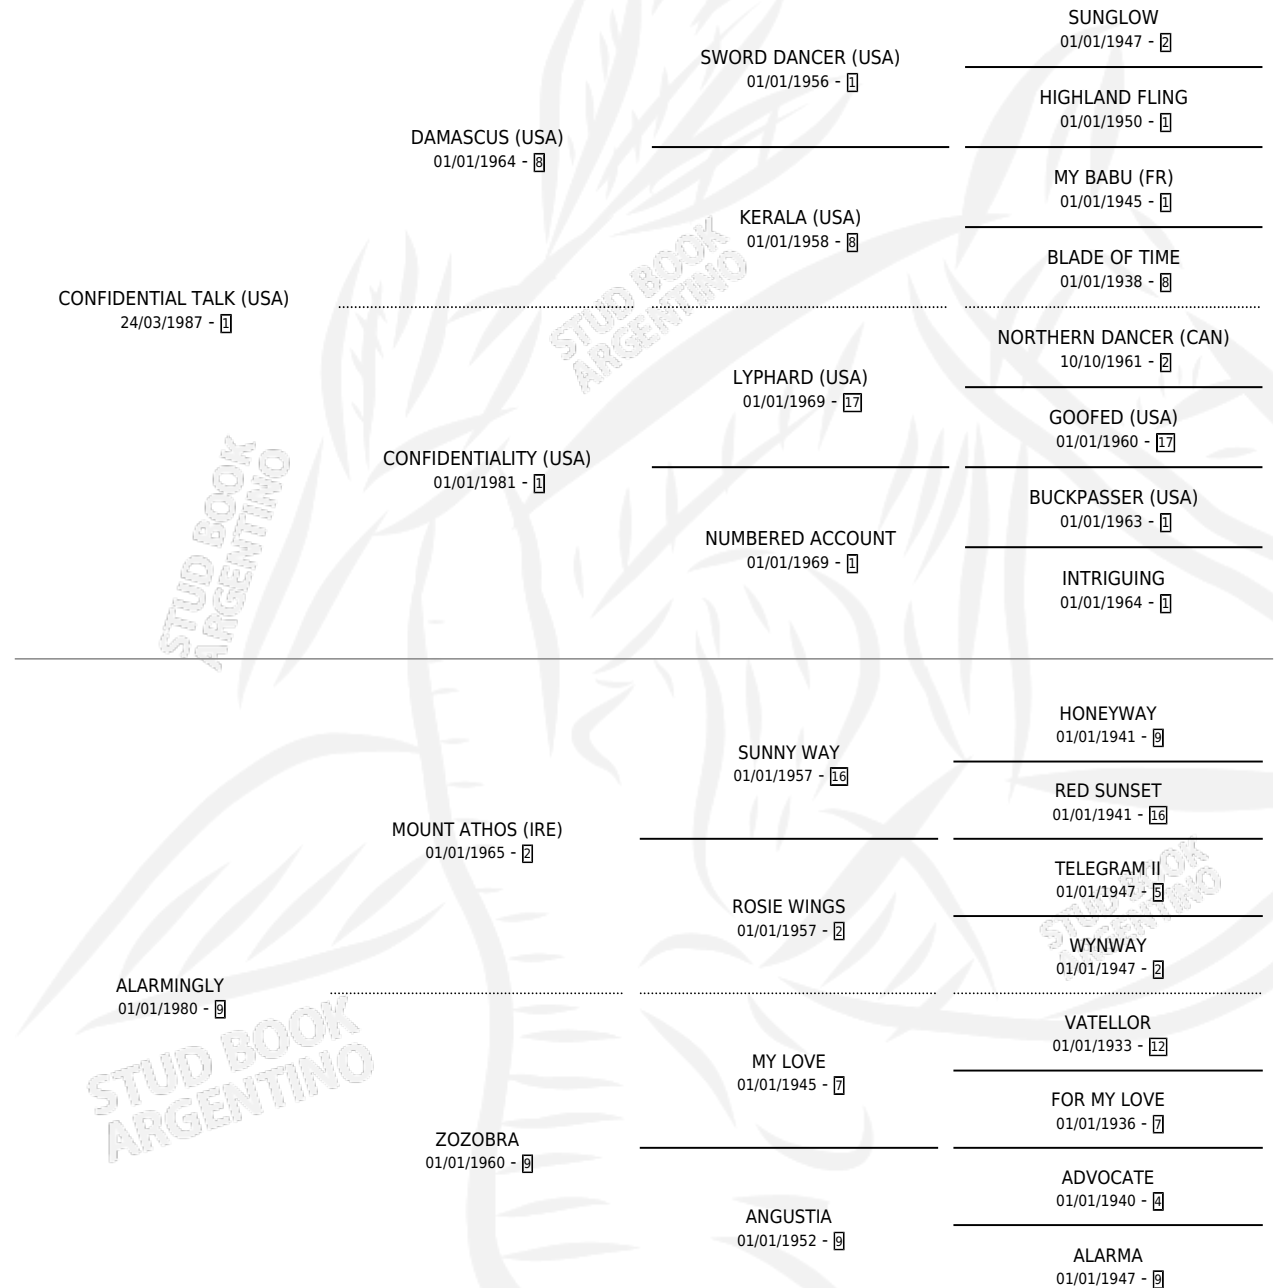 SUNGLOW
01/01/1947 - 2
SWORD DANCER (USA)
01/01/1956 - 1
HIGHLAND FLING
01/01/1950 - 1
DAMASCUS (USA)
01/01/1964 - 8
MY BABU (FR)
01/01/1945 - 1
KERALA (USA)
01/01/1958 - 8
BLADE OF TIME
01/01/1938 - 8
CONFIDENTIAL TALK (USA)
24/03/1987 - 1
NORTHERN DANCER (CAN)
10/10/1961 - 2
LYPHARD (USA)
01/01/1969 - 17
GOOFED (USA)
01/01/1960 - 17
CONFIDENTIALITY (USA)
01/01/1981 - 1
BUCKPASSER (USA)
01/01/1963 - 1
NUMBERED ACCOUNT
01/01/1969 - 1
INTRIGUING
01/01/1964 - 1
HONEYWAY
01/01/1941 - 9
SUNNY WAY
01/01/1957 - 16
RED SUNSET
01/01/1941 - 16
MOUNT ATHOS (IRE)
01/01/1965 - 2
TELEGRAM II
01/01/1947 - 5
ROSIE WINGS
01/01/1957 - 2
WYNWAY
01/01/1947 - 2
ALARMINGLY
01/01/1980 - 9
VATELLOR
01/01/1933 - 12
MY LOVE
01/01/1945 - 7
FOR MY LOVE
01/01/1936 - 7
ZOZOBRA
01/01/1960 - 9
ADVOCATE
01/01/1940 - 4
ANGUSTIA
01/01/1952 - 9
ALARMA
01/01/1947 - 9
STUD BOOK
ARGENTINO
STUD BOOK
ARGENTINO
STUD BOOK
ARGENTINO
STUD BOOK
ARGENTINO